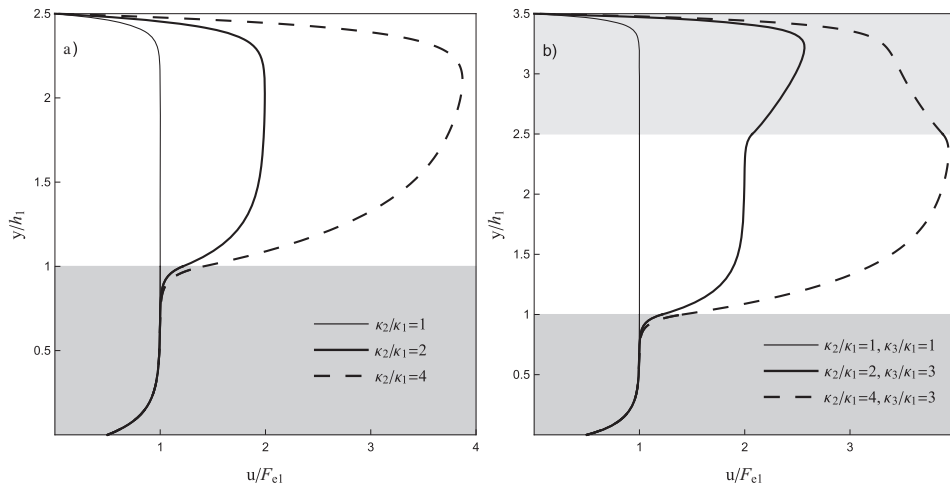 a)
y/h₁
2.5
2
1.5
1
0.5
κ₂/κ₁=1
κ₂/κ₁=2
κ₂/κ₁=4
1
2
3
4
u/Fₑ₁
b)
y/h₁
3.5
3
2.5
2
1.5
1
0.5
κ₂/κ₁=1, κ₃/κ₁=1
κ₂/κ₁=2, κ₃/κ₁=3
κ₂/κ₁=4, κ₃/κ₁=3
1
2
3
u/Fₑ₁